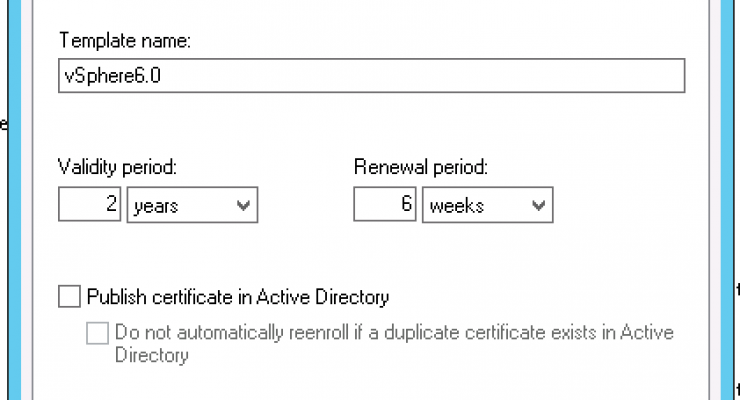 Template name:
vSphere6.0
Validity period: Renewal period:
2 years 6 weeks
Publish certificate in Active Directory
Do not automatically reenroll if a duplicate certificate exists in Active
Directory